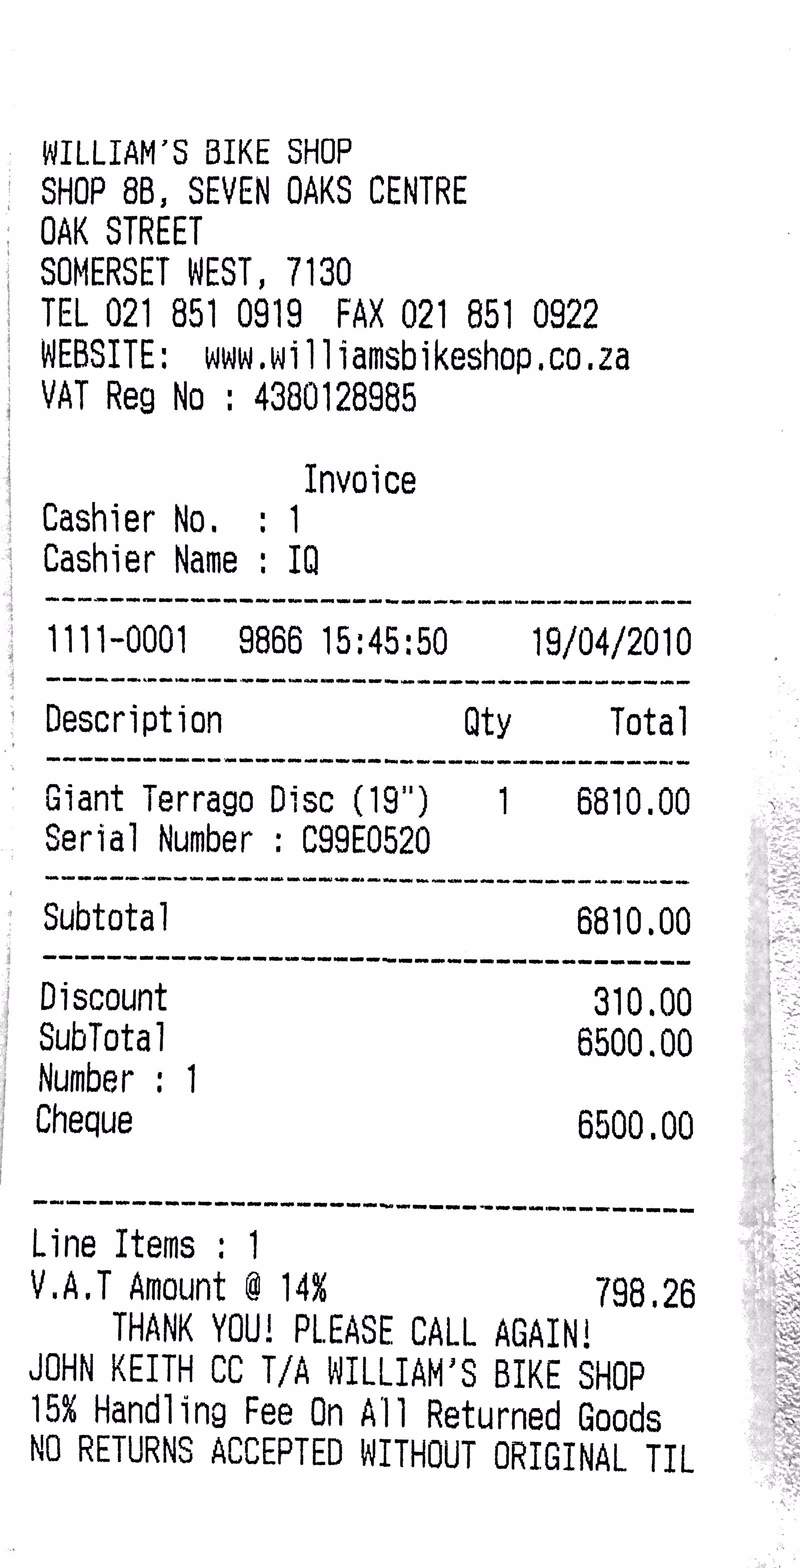 WILLIAM'S BIKE SHOP
SHOP 8B, SEVEN OAKS CENTRE
OAK STREET
SOMERSET WEST, 7130
TEL 021 851 0919 FAX 021 851 0922
WEBSITE: www.williamsbikeshop.co.za
VAT Reg No : 4380128985
Invoice
Cashier No. : 1
Cashier Name : IQ
1111-0001 9866 15:45:50 19/04/2010
Description Qty Total
Giant Terrago Disc (19") 1 6810.00
Serial Number : C99E0520
Subtotal 6810.00
Discount 310.00
SubTotal 6500.00
Number : 1
Cheque 6500.00
Line Items : 1
V.A.T Amount @ 14% 798.26
THANK YOU! PLEASE CALL AGAIN!
JOHN KEITH CC T/A WILLIAM'S BIKE SHOP
15% Handling Fee On All Returned Goods
NO RETURNS ACCEPTED WITHOUT ORIGINAL TIL